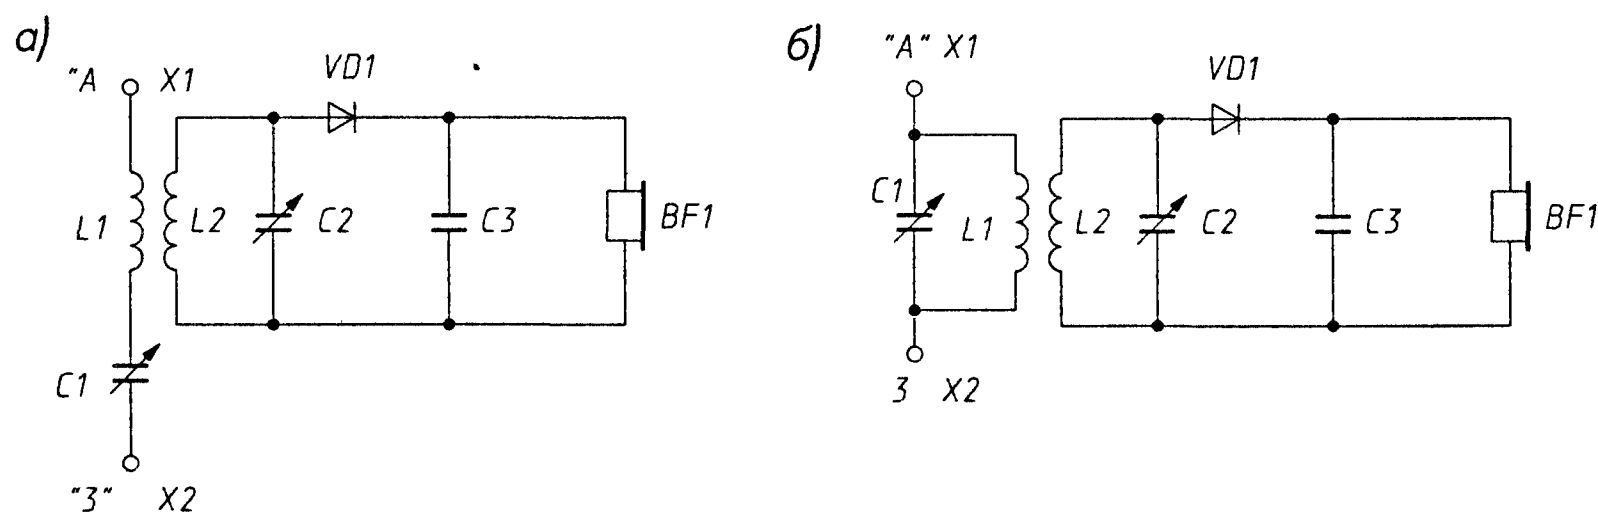 а)
"А X1
VD1
L1
L2
C2
C3
BF1
C1
"З" X2
б)
"А" X1
VD1
C1
L1
L2
C2
C3
BF1
З X2